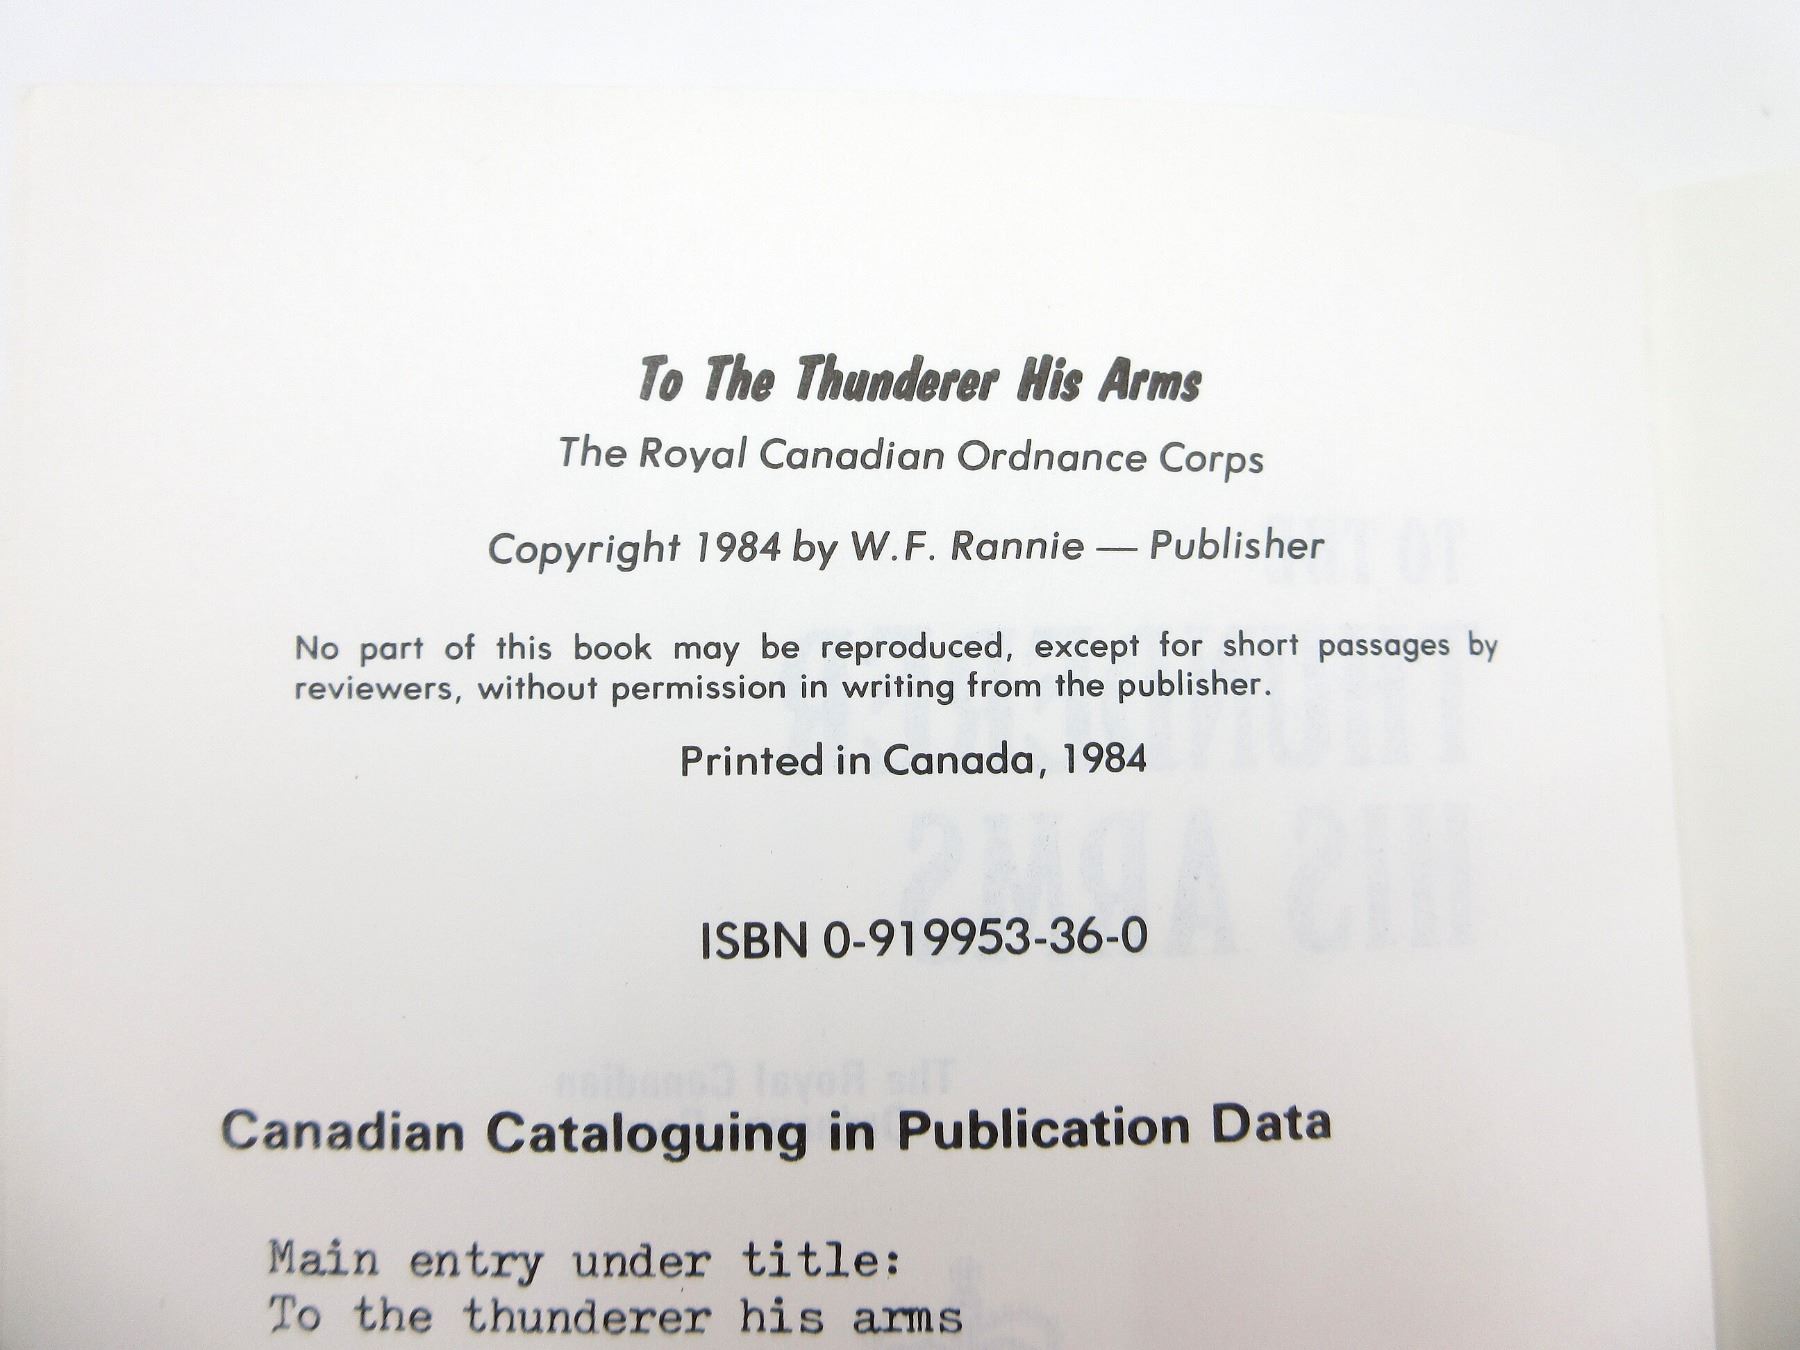 To The Thunderer His Arms
The Royal Canadian Ordnance Corps
Copyright 1984 by W.F. Rannie — Publisher
No part of this book may be reproduced, except for short passages by
reviewers, without permission in writing from the publisher.
Printed in Canada, 1984
ISBN 0-919953-36-0
Canadian Cataloguing in Publication Data
Main entry under title:
To the thunderer his arms